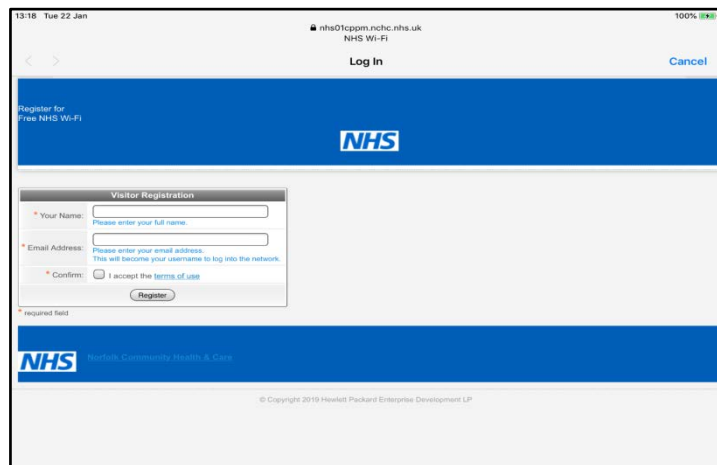 13:18 Tue 22 Jan
100%
nhs01cppm.nchc.nhs.uk
NHS Wi-Fi
Log In
Cancel
Register for
Free NHS Wi-Fi
NHS
Visitor Registration
* Your Name:
Please enter your full name.
* Email Address:
Please enter your email address.
This will become your username to log into the network.
* Confirm:
I accept the terms of use
Register
* required field
NHS
Norfolk Community Health & Care
© Copyright 2019 Hewlett Packard Enterprise Development LP